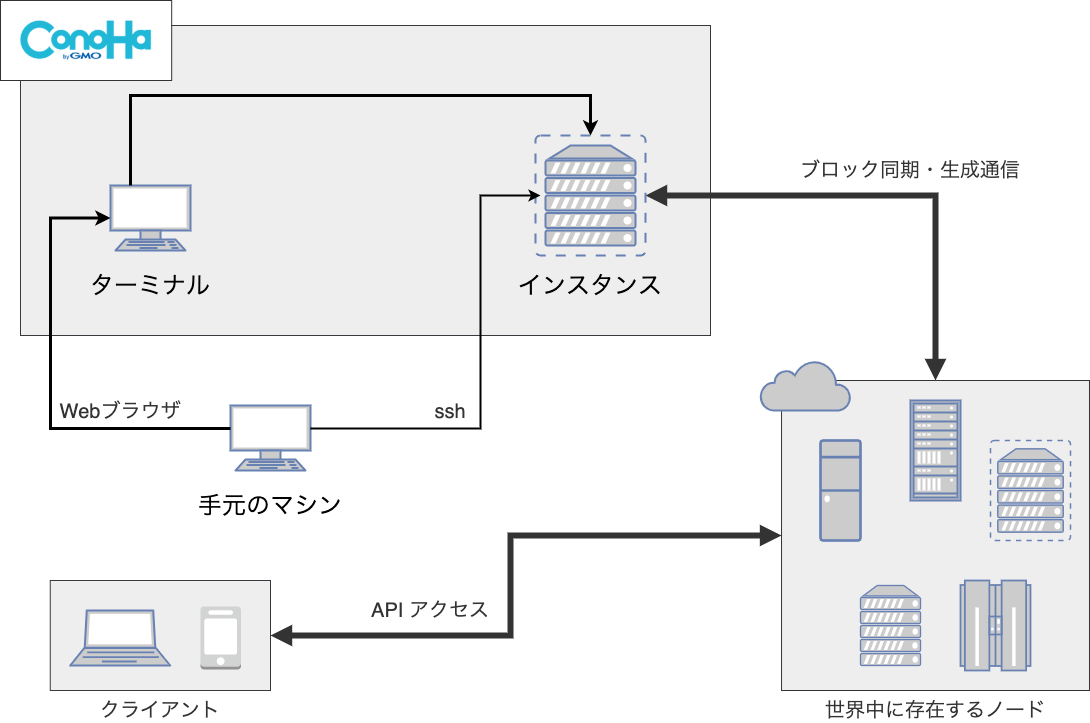 ConoHa
by GMO
ブロック同期・生成通信
ターミナル
インスタンス
Webブラウザ
ssh
手元のマシン
API アクセス
クライアント
世界中に存在するノード